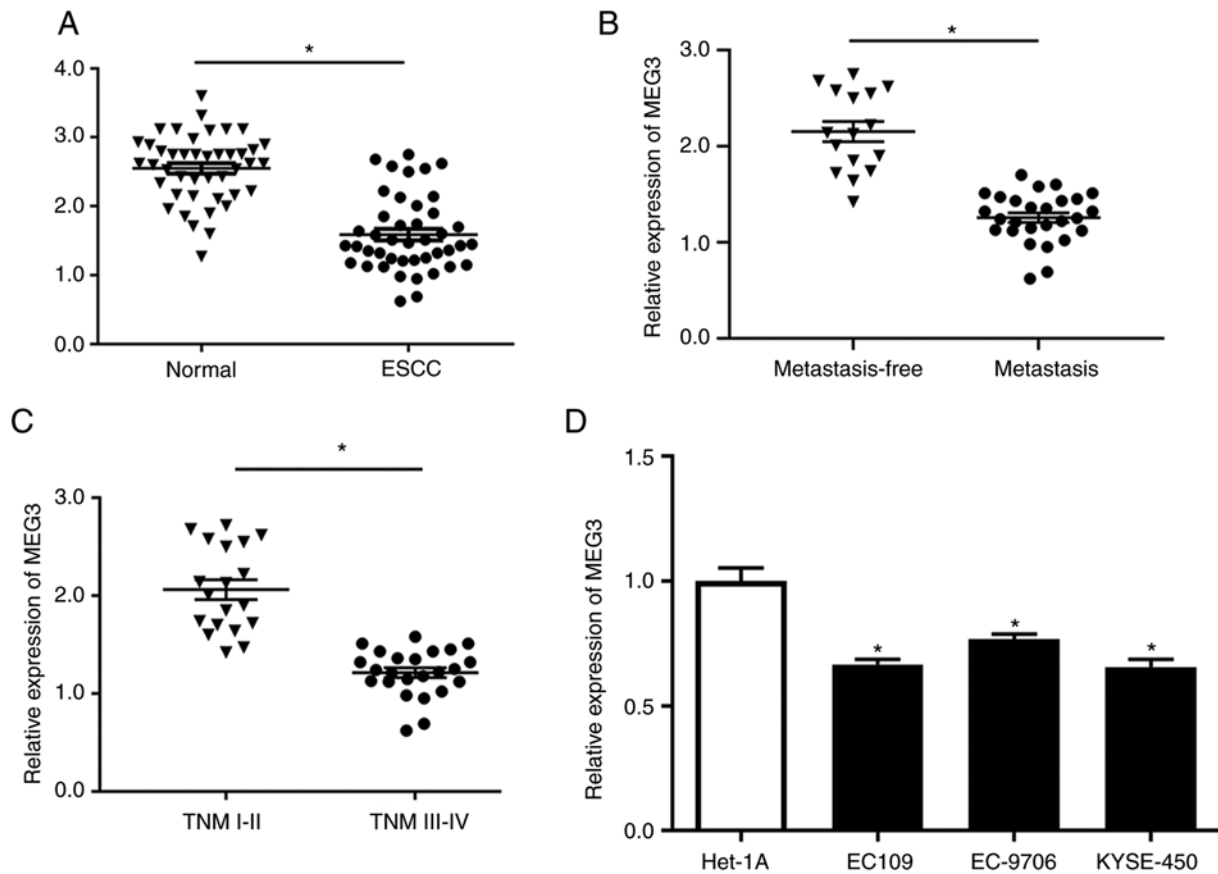 A
*
4.0
3.0
2.0
1.0
0.0
Normal ESCC
B
*
Relative expression of MEG3
3.0
2.0
1.0
0.0
Metastasis-free Metastasis
C
*
Relative expression of MEG3
3.0
2.0
1.0
0.0
TNM I-II TNM III-IV
D
Relative expression of MEG3
1.5
1.0
0.5
0.0
* * *
Het-1A EC109 EC-9706 KYSE-450